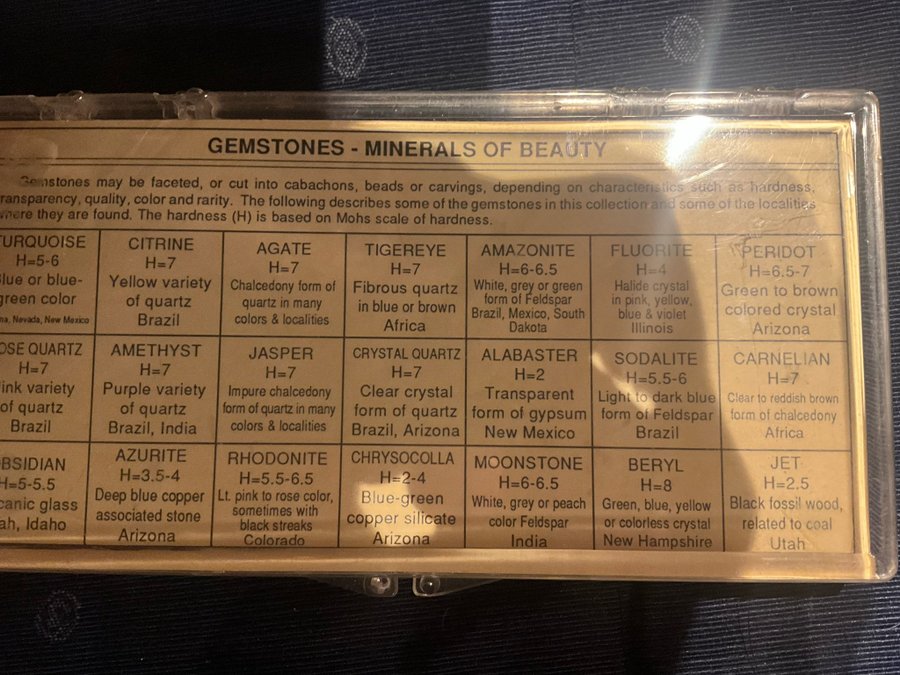 GEMSTONES - MINERALS OF BEAUTY
Gemstones may be faceted, or cut into cabachons, beads or carvings, depending on characteristics such as hardness,
transparency, quality, color and rarity. The following describes some of the gemstones in this collection and some of the localities
where they are found. The hardness (H) is based on Mohs scale of hardness.
TURQUOISE
H=5-6
Blue or blue-
green color
Nevada, New Mexico
CITRINE
H=7
Yellow variety
of quartz
Brazil
AGATE
H=7
Chalcedony form of
quartz in many
colors & localities
TIGEREYE
H=7
Fibrous quartz
in blue or brown
Africa
AMAZONITE
H=6-6.5
White, grey or green
form of Feldspar
Brazil, Mexico, South
Dakota
FLUORITE
H=4
Halide crystal
in pink, yellow,
blue & violet
Illinois
PERIDOT
H=6.5-7
Green to brown
colored crystal
Arizona
OSE QUARTZ
H=7
ink variety
of quartz
Brazil
AMETHYST
H=7
Purple variety
of quartz
Brazil, India
JASPER
H=7
Impure chalcedony
form of quartz in many
colors & localities
CRYSTAL QUARTZ
H=7
Clear crystal
form of quartz
Brazil, Arizona
ALABASTER
H=2
Transparent
form of gypsum
New Mexico
SODALITE
H=5.5-6
Light to dark blue
form of Feldspar
Brazil
CARNELIAN
H=7
Clear to reddish brown
form of chalcedony
Africa
BSIDIAN
H=5-5.5
canic glass
ah, Idaho
AZURITE
H=3.5-4
Deep blue copper
associated stone
Arizona
RHODONITE
H=5.5-6.5
Lt. pink to rose color,
sometimes with
black streaks
Colorado
CHRYSOCOLLA
H=2-4
Blue-green
copper silicate
Arizona
MOONSTONE
H=6-6.5
White, grey or peach
color Feldspar
India
BERYL
H=8
Green, blue, yellow
or colorless crystal
New Hampshire
JET
H=2.5
Black fossil wood,
related to coal
Utah